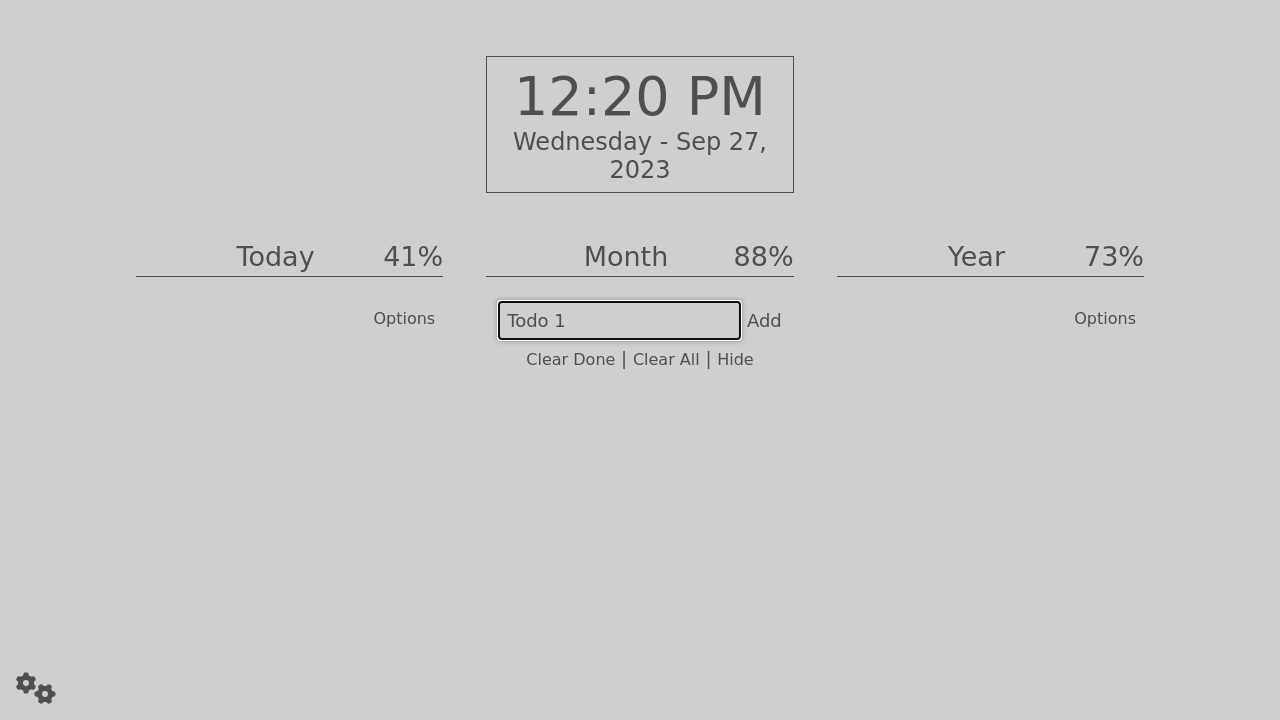 12:20 PM
Wednesday - Sep 27,
2023
Today 41%
Month 88%
Year 73%
Options
Todo 1 Add
Options
Clear Done | Clear All | Hide